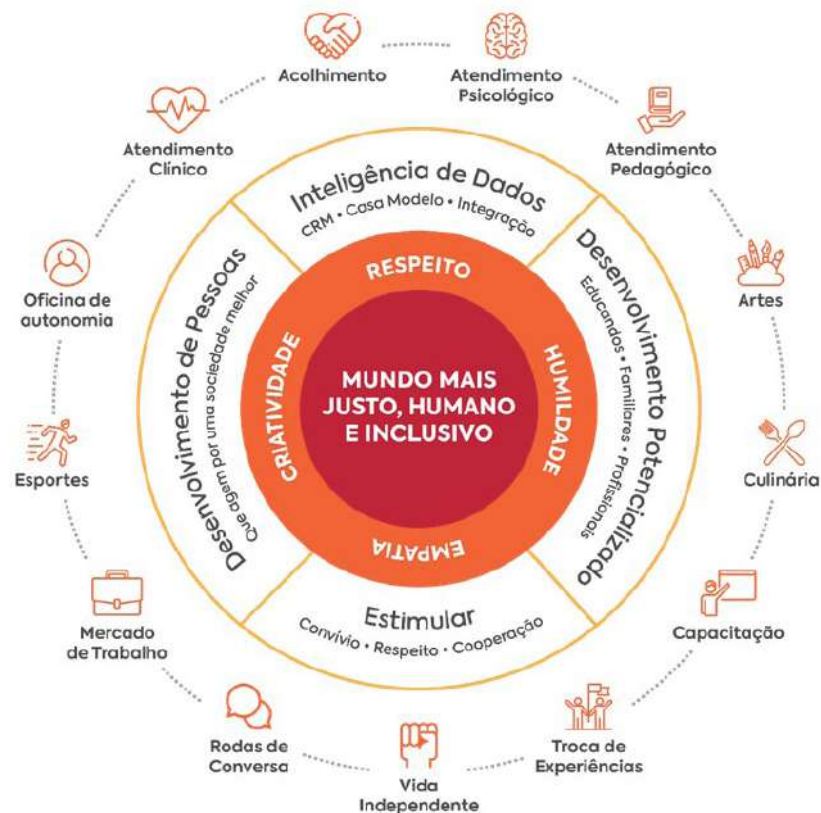 Acolhimento
Atendimento
Psicológico
Atendimento
Pedagógico
Artes
Culinária
Capacitação
Troca de
Experiências
Vida
Independente
Rodas de
Conversa
Mercado
de Trabalho
Esportes
Oficina de
autonomia
Atendimento
Clínico
Inteligência de Dados
CRM • Casa Modelo • Integração
Desenvolvimento Potencializado
Educandos • Familiares • Profissionais
Estimular
Convívio • Respeito • Cooperação
Desenvolvimento de Pessoas
Que agem por uma sociedade melhor
RESPEITO
HUMILDADE
EMPATIA
CRIATIVIDADE
MUNDO MAIS
JUSTO, HUMANO
E INCLUSIVO